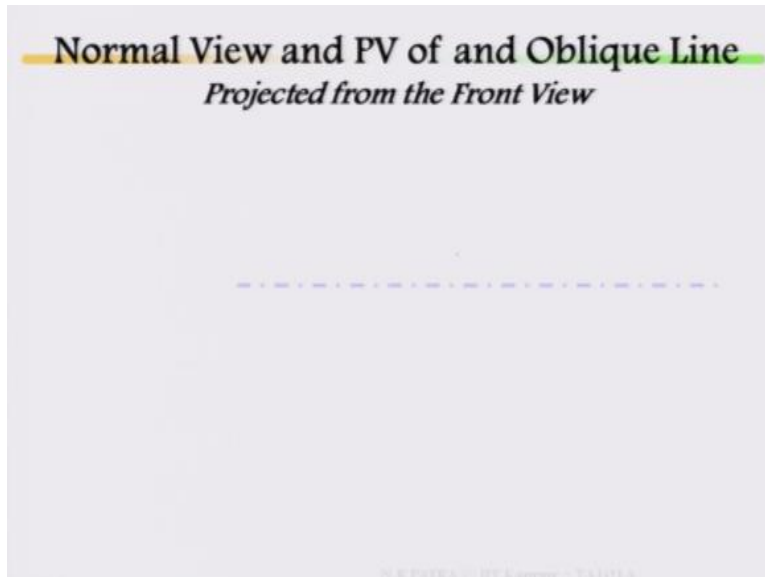 Normal View and PV of and Oblique Line
Projected from the Front View